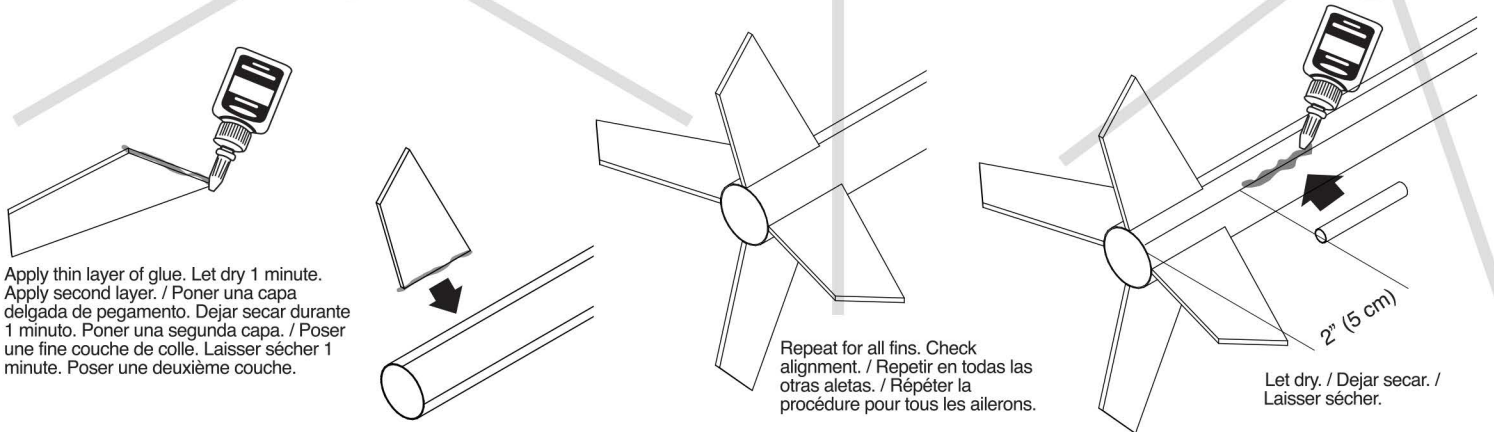 Apply thin layer of glue. Let dry 1 minute.
Apply second layer. / Poner una capa
delgada de pegamento. Dejar secar durante
1 minuto. Poner una segunda capa. / Poser
une fine couche de colle. Laisser sécher 1
minute. Poser une deuxième couche.
Repeat for all fins. Check
alignment. / Repetir en todas las
otras aletas. / Répéter la
procédure pour tous les ailerons.
2” (5 cm)
Let dry. / Dejar secar. /
Laisser sécher.